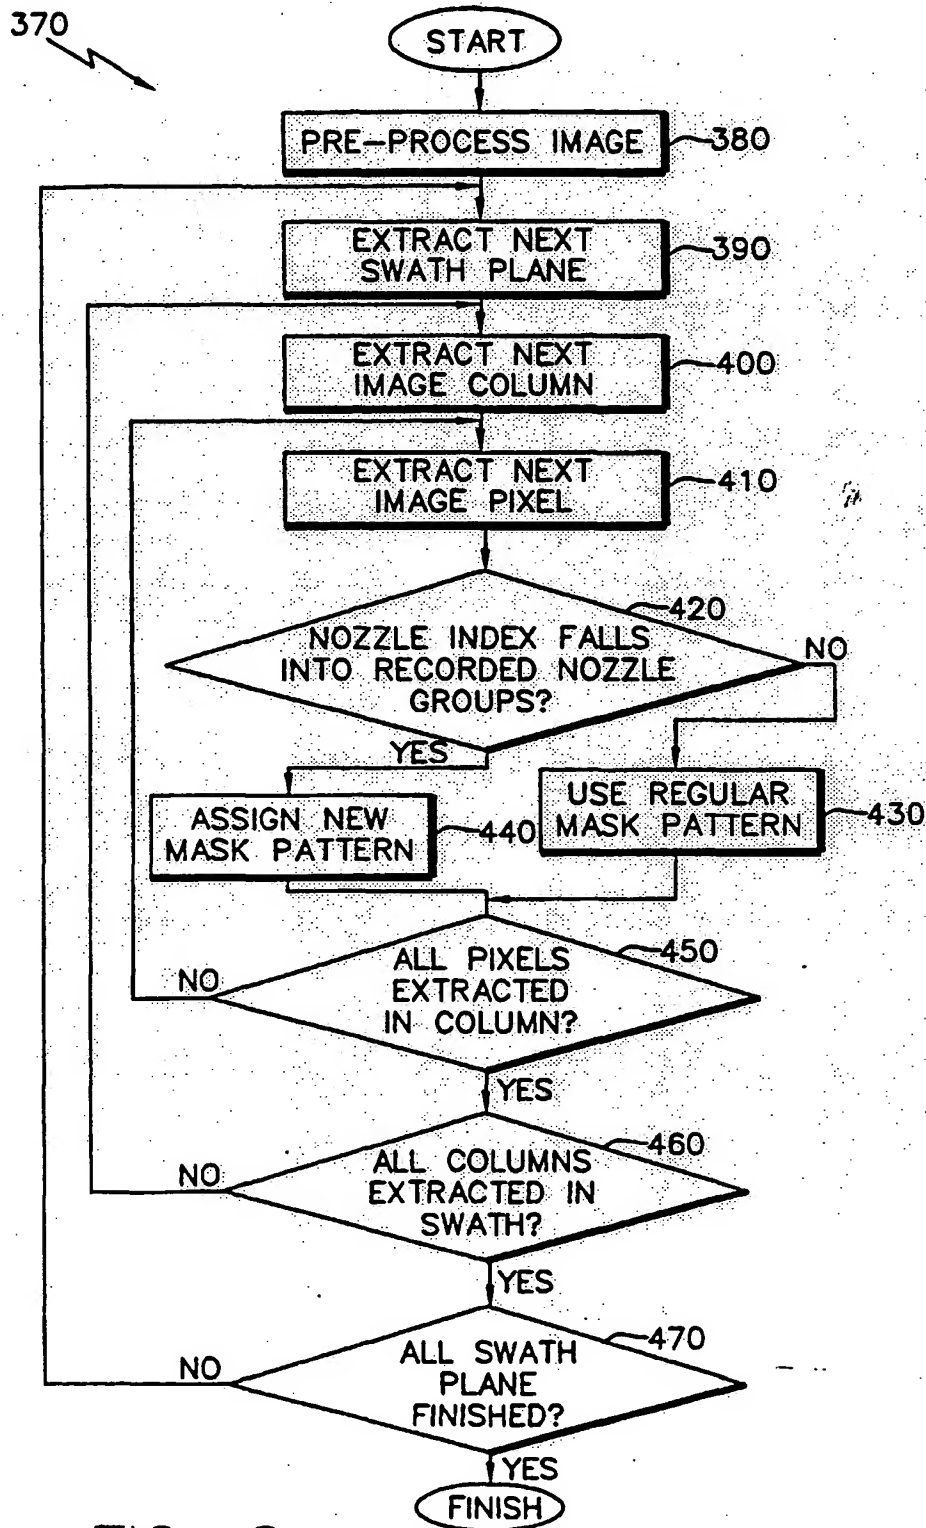 370
START
PRE-PROCESS IMAGE
380
EXTRACT NEXT
SWATH PLANE
390
EXTRACT NEXT
IMAGE COLUMN
400
EXTRACT NEXT
IMAGE PIXEL
410
420
NOZZLE INDEX FALLS
INTO RECORDED NOZZLE
GROUPS?
NO
YES
ASSIGN NEW
MASK PATTERN
440
USE REGULAR
MASK PATTERN
430
450
ALL PIXELS
EXTRACTED
IN COLUMN?
NO
YES
460
ALL COLUMNS
EXTRACTED IN
SWATH?
NO
YES
470
ALL SWATH
PLANE
FINISHED?
NO
YES
FINISH